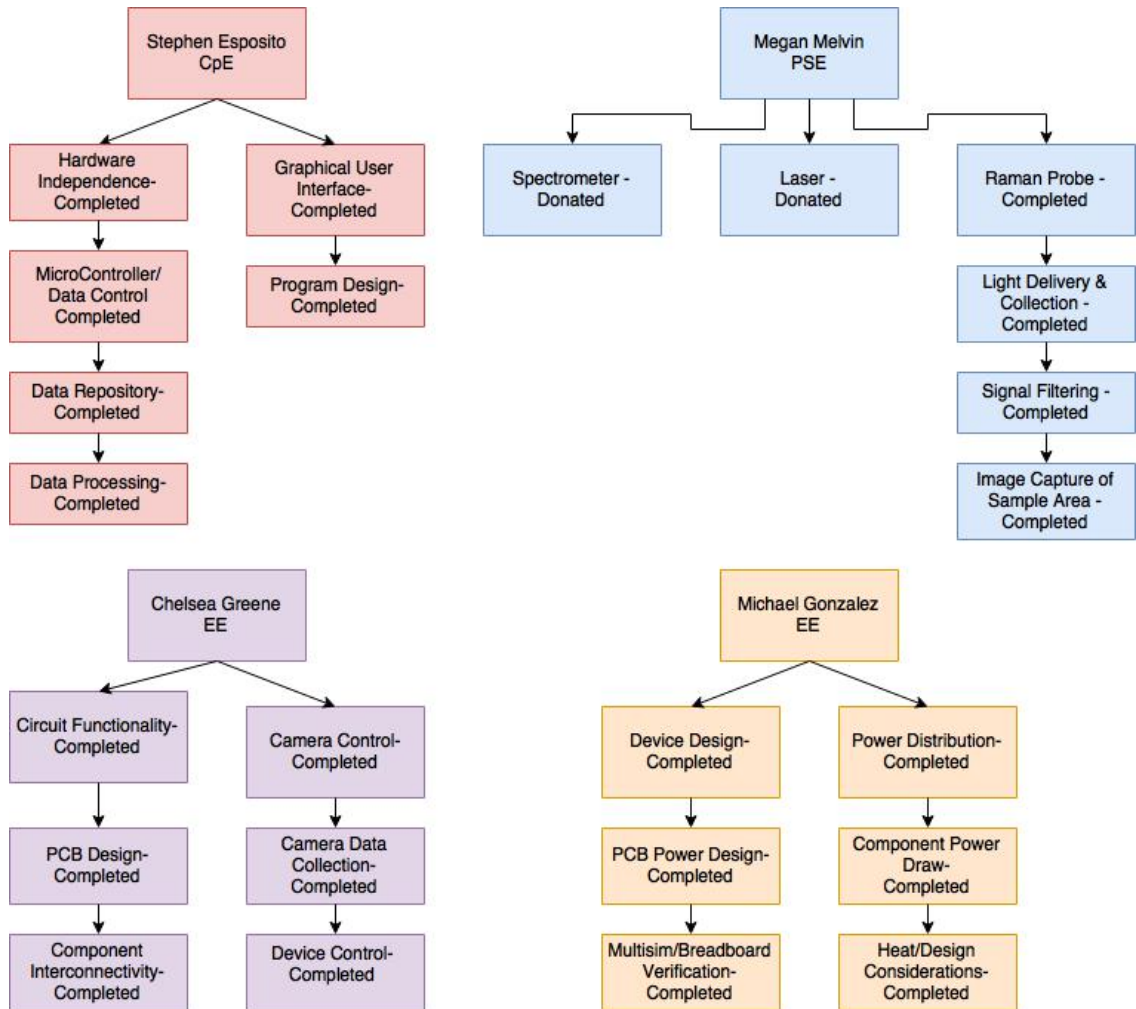 Stephen Esposito
CpE
Hardware
Independence-
Completed
Graphical User
Interface-
Completed
MicroController/
Data Control
Completed
Program Design-
Completed
Data Repository-
Completed
Data Processing-
Completed
Megan Melvin
PSE
Spectrometer -
Donated
Laser -
Donated
Raman Probe -
Completed
Light Delivery &
Collection -
Completed
Signal Filtering -
Completed
Image Capture of
Sample Area -
Completed
Chelsea Greene
EE
Circuit Functionality-
Completed
Camera Control-
Completed
PCB Design-
Completed
Camera Data
Collection-
Completed
Component
Interconnectivity-
Completed
Device Control-
Completed
Michael Gonzalez
EE
Device Design-
Completed
Power Distribution-
Completed
PCB Power Design-
Completed
Component Power
Draw-
Completed
Multisim/Breadboard
Verification-
Completed
Heat/Design
Considerations-
Completed